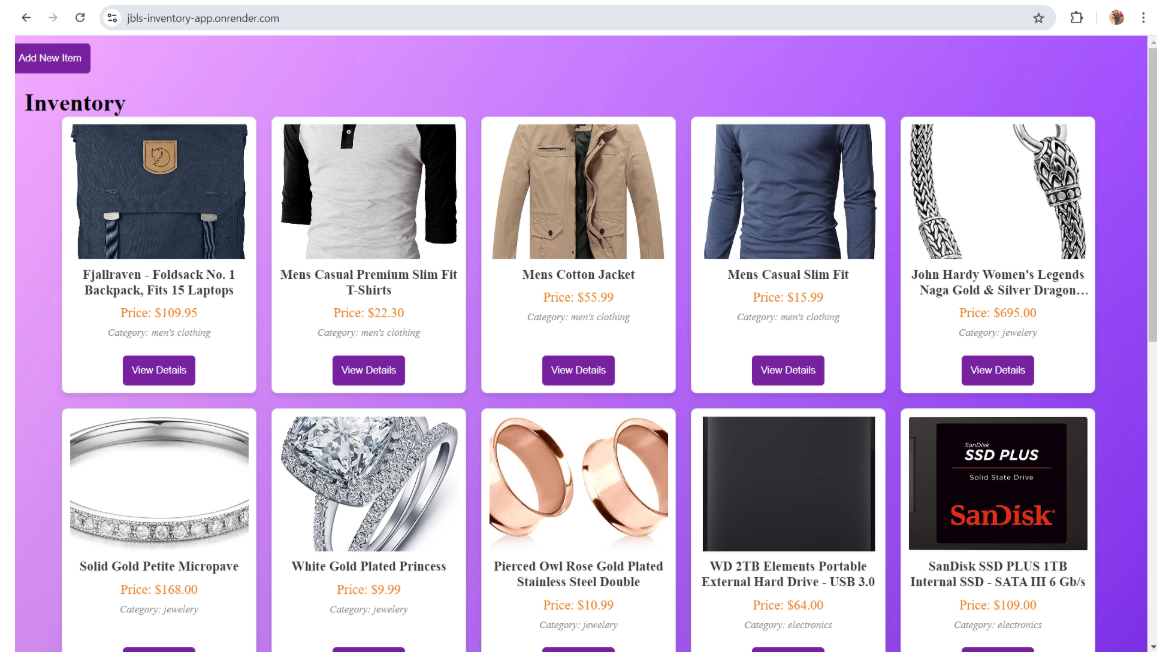 jbls-inventory-app.onrender.com
Add New Item
Inventory
Fjallraven - Foldsack No. 1
Backpack, Fits 15 Laptops
Price: $109.95
Category: men's clothing
View Details
Mens Casual Premium Slim Fit
T-Shirts
Price: $22.30
Category: men's clothing
View Details
Mens Cotton Jacket
Price: $55.99
Category: men's clothing
View Details
Mens Casual Slim Fit
Price: $15.99
Category: men's clothing
View Details
John Hardy Women's Legends
Naga Gold & Silver Dragon...
Price: $695.00
Category: jewelery
View Details
Solid Gold Petite Micropave
Price: $168.00
Category: jewelery
White Gold Plated Princess
Price: $9.99
Category: jewelery
Pierced Owl Rose Gold Plated
Stainless Steel Double
Price: $10.99
Category: jewelery
WD 2TB Elements Portable
External Hard Drive - USB 3.0
Price: $64.00
Category: electronics
SanDisk
SSD PLUS
Solid State Drive
SanDisk
SanDisk SSD PLUS 1TB
Internal SSD - SATA III 6 Gb/s
Price: $109.00
Category: electronics